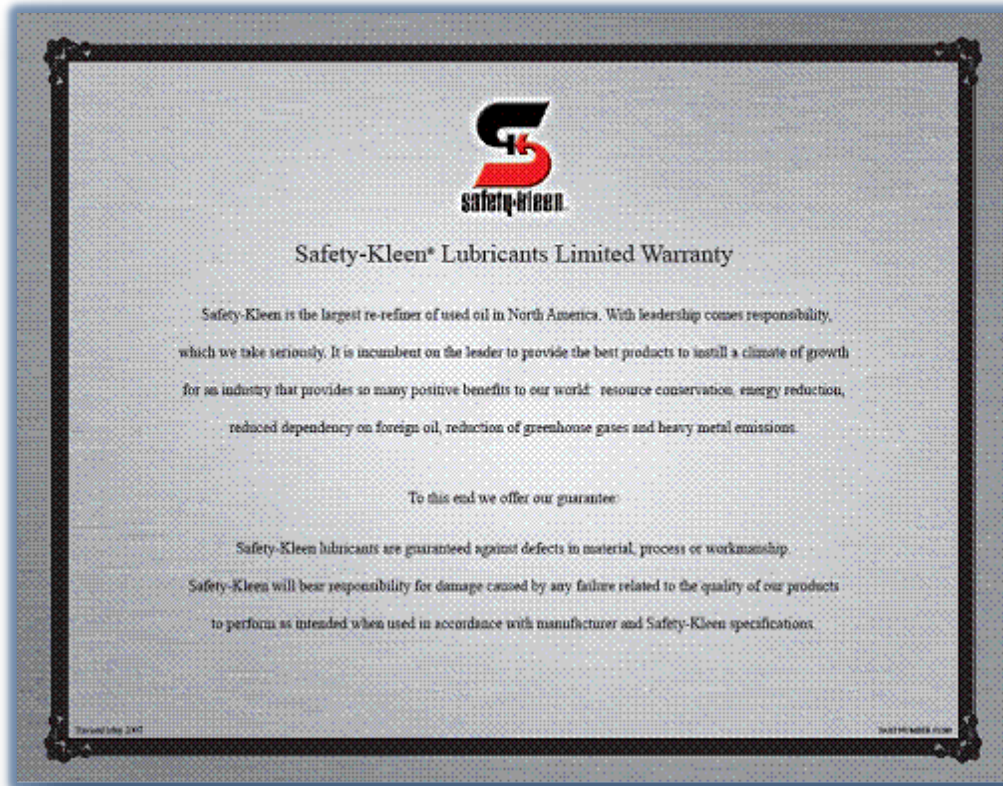 safety-kleen
Safety-Kleen® Lubricants Limited Warranty
Safety-Kleen is the largest re-refiner of used oil in North America. With leadership comes responsibility,
which we take seriously. It is incumbent on the leader to provide the best products to instill a climate of growth
for an industry that provides so many positive benefits to our world: resource conservation, energy reduction,
reduced dependency on foreign oil, reduction of greenhouse gases and heavy metal emissions.
To this end we offer our guarantee:
Safety-Kleen lubricants are guaranteed against defects in material, process or workmanship.
Safety-Kleen will bear responsibility for damage caused by any failure related to the quality of our products
to perform as intended when used in accordance with manufacturer and Safety-Kleen specifications.
Revised May 2007
PART NUMBER